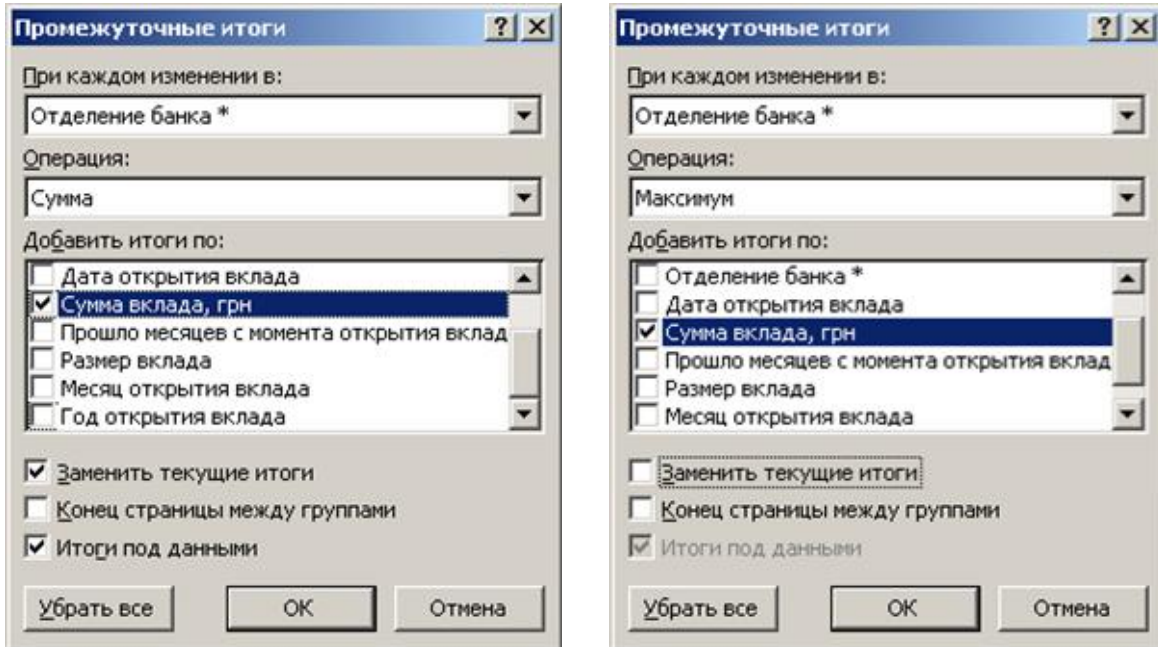 Промежуточные итоги
При каждом изменении в:
Отделение банка *
Операция:
Сумма
Добавить итоги по:
Дата открытия вклада
Сумма вклада, грн
Прошло месяцев с момента открытия вклад
Размер вклада
Месяц открытия вклада
Год открытия вклада
Заменить текущие итоги
Конец страницы между группами
Итоги под данными
Убрать все
ОК
Отмена
Промежуточные итоги
При каждом изменении в:
Отделение банка *
Операция:
Максимум
Добавить итоги по:
Отделение банка *
Дата открытия вклада
Сумма вклада, грн
Прошло месяцев с момента открытия вклад
Размер вклада
Месяц открытия вклада
Заменить текущие итоги
Конец страницы между группами
Итоги под данными
Убрать все
ОК
Отмена